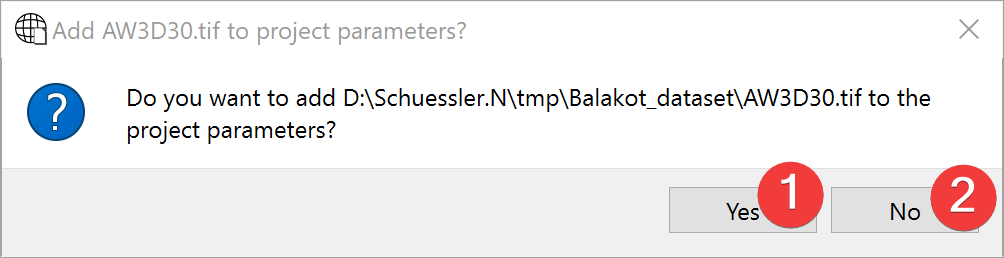 Add AW3D30.tif to project parameters?
Do you want to add D:\Schuessler.N\tmp\Balakot_dataset\AW3D30.tif to the
project parameters?
Yes 1 No 2